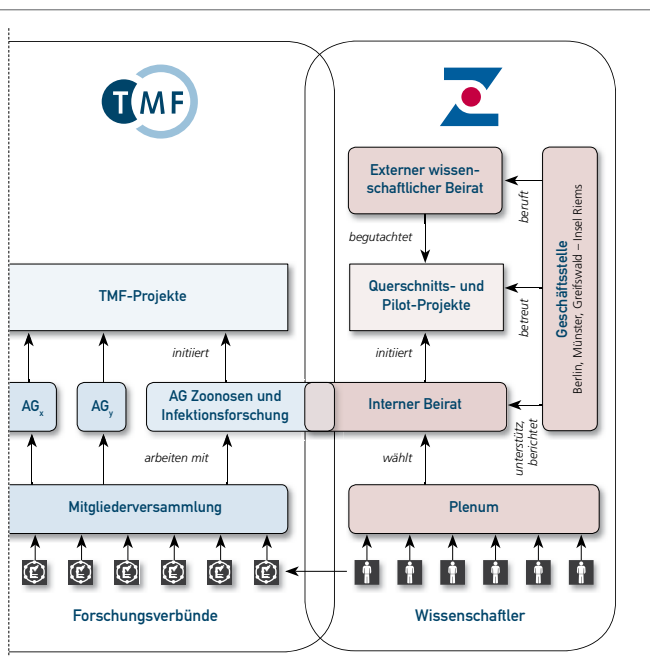 TMF
Externer wissen-
schaftlicher Beirat
beruft
begutachtet
Geschäftsstelle
Berlin, Münster, Greifswald – Insel Riems
TMF-Projekte
Querschnitts- und
Pilot-Projekte
betreut
initiiert
initiiert
AGx
AGy
AG Zoonosen und
Infektionsforschung
Interner Beirat
arbeiten mit
wählt
unterstütz,
berichtet
Mitgliederversammlung
Plenum
Forschungsverbünde
Wissenschaftler